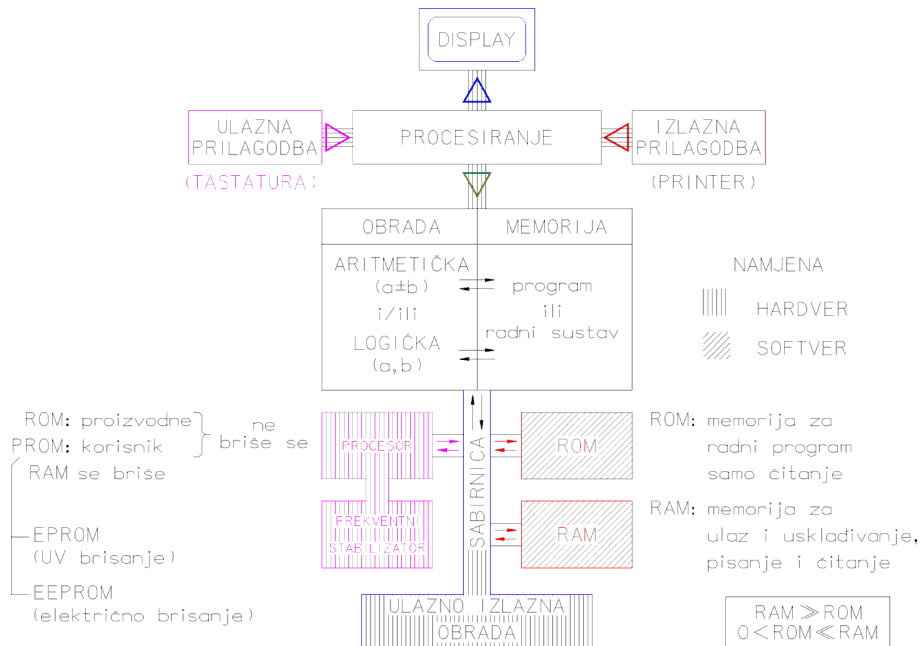 DISPLAY
ULAZNA
PRILAGODBA
(TASTATURA)
PROCESIRANJE
IZLAZNA
PRILAGODBA
(PRINTER)
OBRADA
MEMORIJA
ARITMETIČKA
(a±b)
i/ili
LOGIČKA
(a,b)
program
ili
radni sustav
NAMJENA
HARDVER
SOFTVER
ROM: proizvodne
PROM: korisnik
ne
briše se
RAM se briše
EPROM
(UV brisanje)
EEPROM
(električno brisanje)
PROCESOR
FREKVENTNI
STABILIZATOR
SABIRNICA
ROM
RAM
ROM: memorija za
radni program
samo čitanje
RAM: memorija za
ulaz i usklađivanje,
pisanje i čitanje
ULAZNO IZLAZNA
OBRADA
RAM ≫ ROM
0 < ROM ≪ RAM